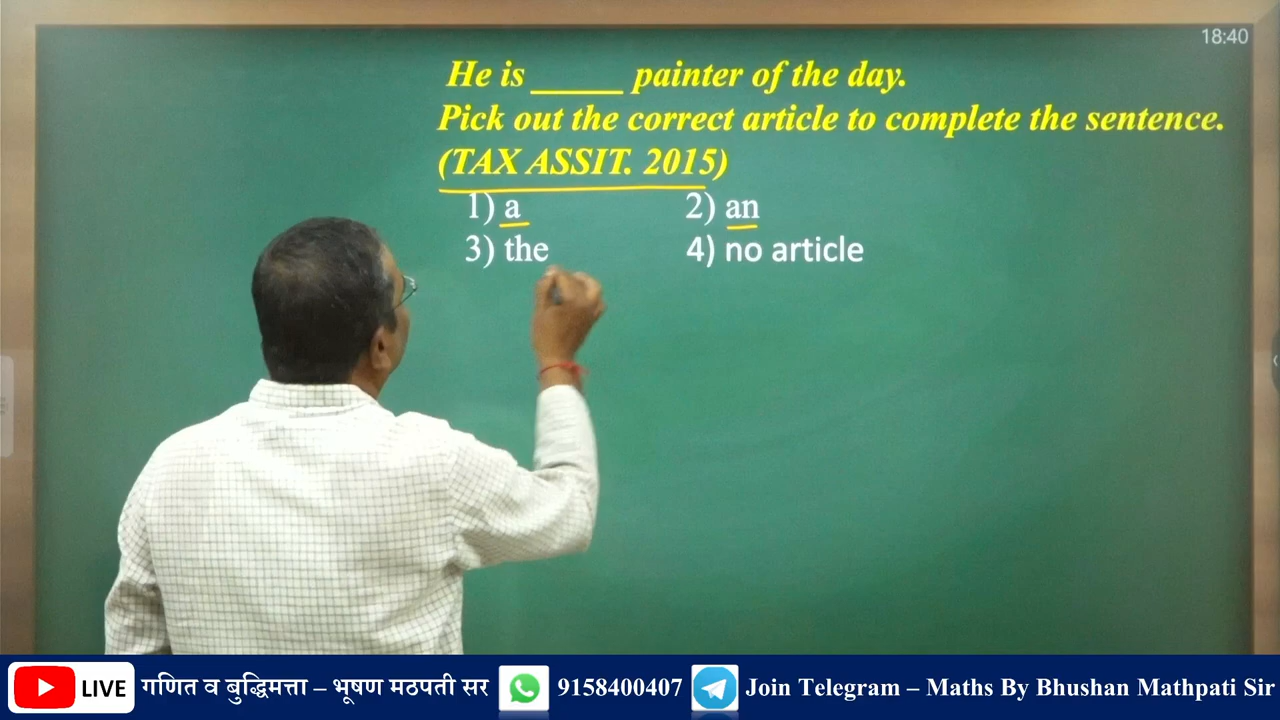 18:40
He is _____ painter of the day.
Pick out the correct article to complete the sentence.
(TAX ASSIT. 2015)
1) a 2) an
3) the 4) no article
LIVE गणित व बुद्धिमत्ता – भूषण मठपती सर 9158400407 Join Telegram – Maths By Bhushan Mathpati Sir